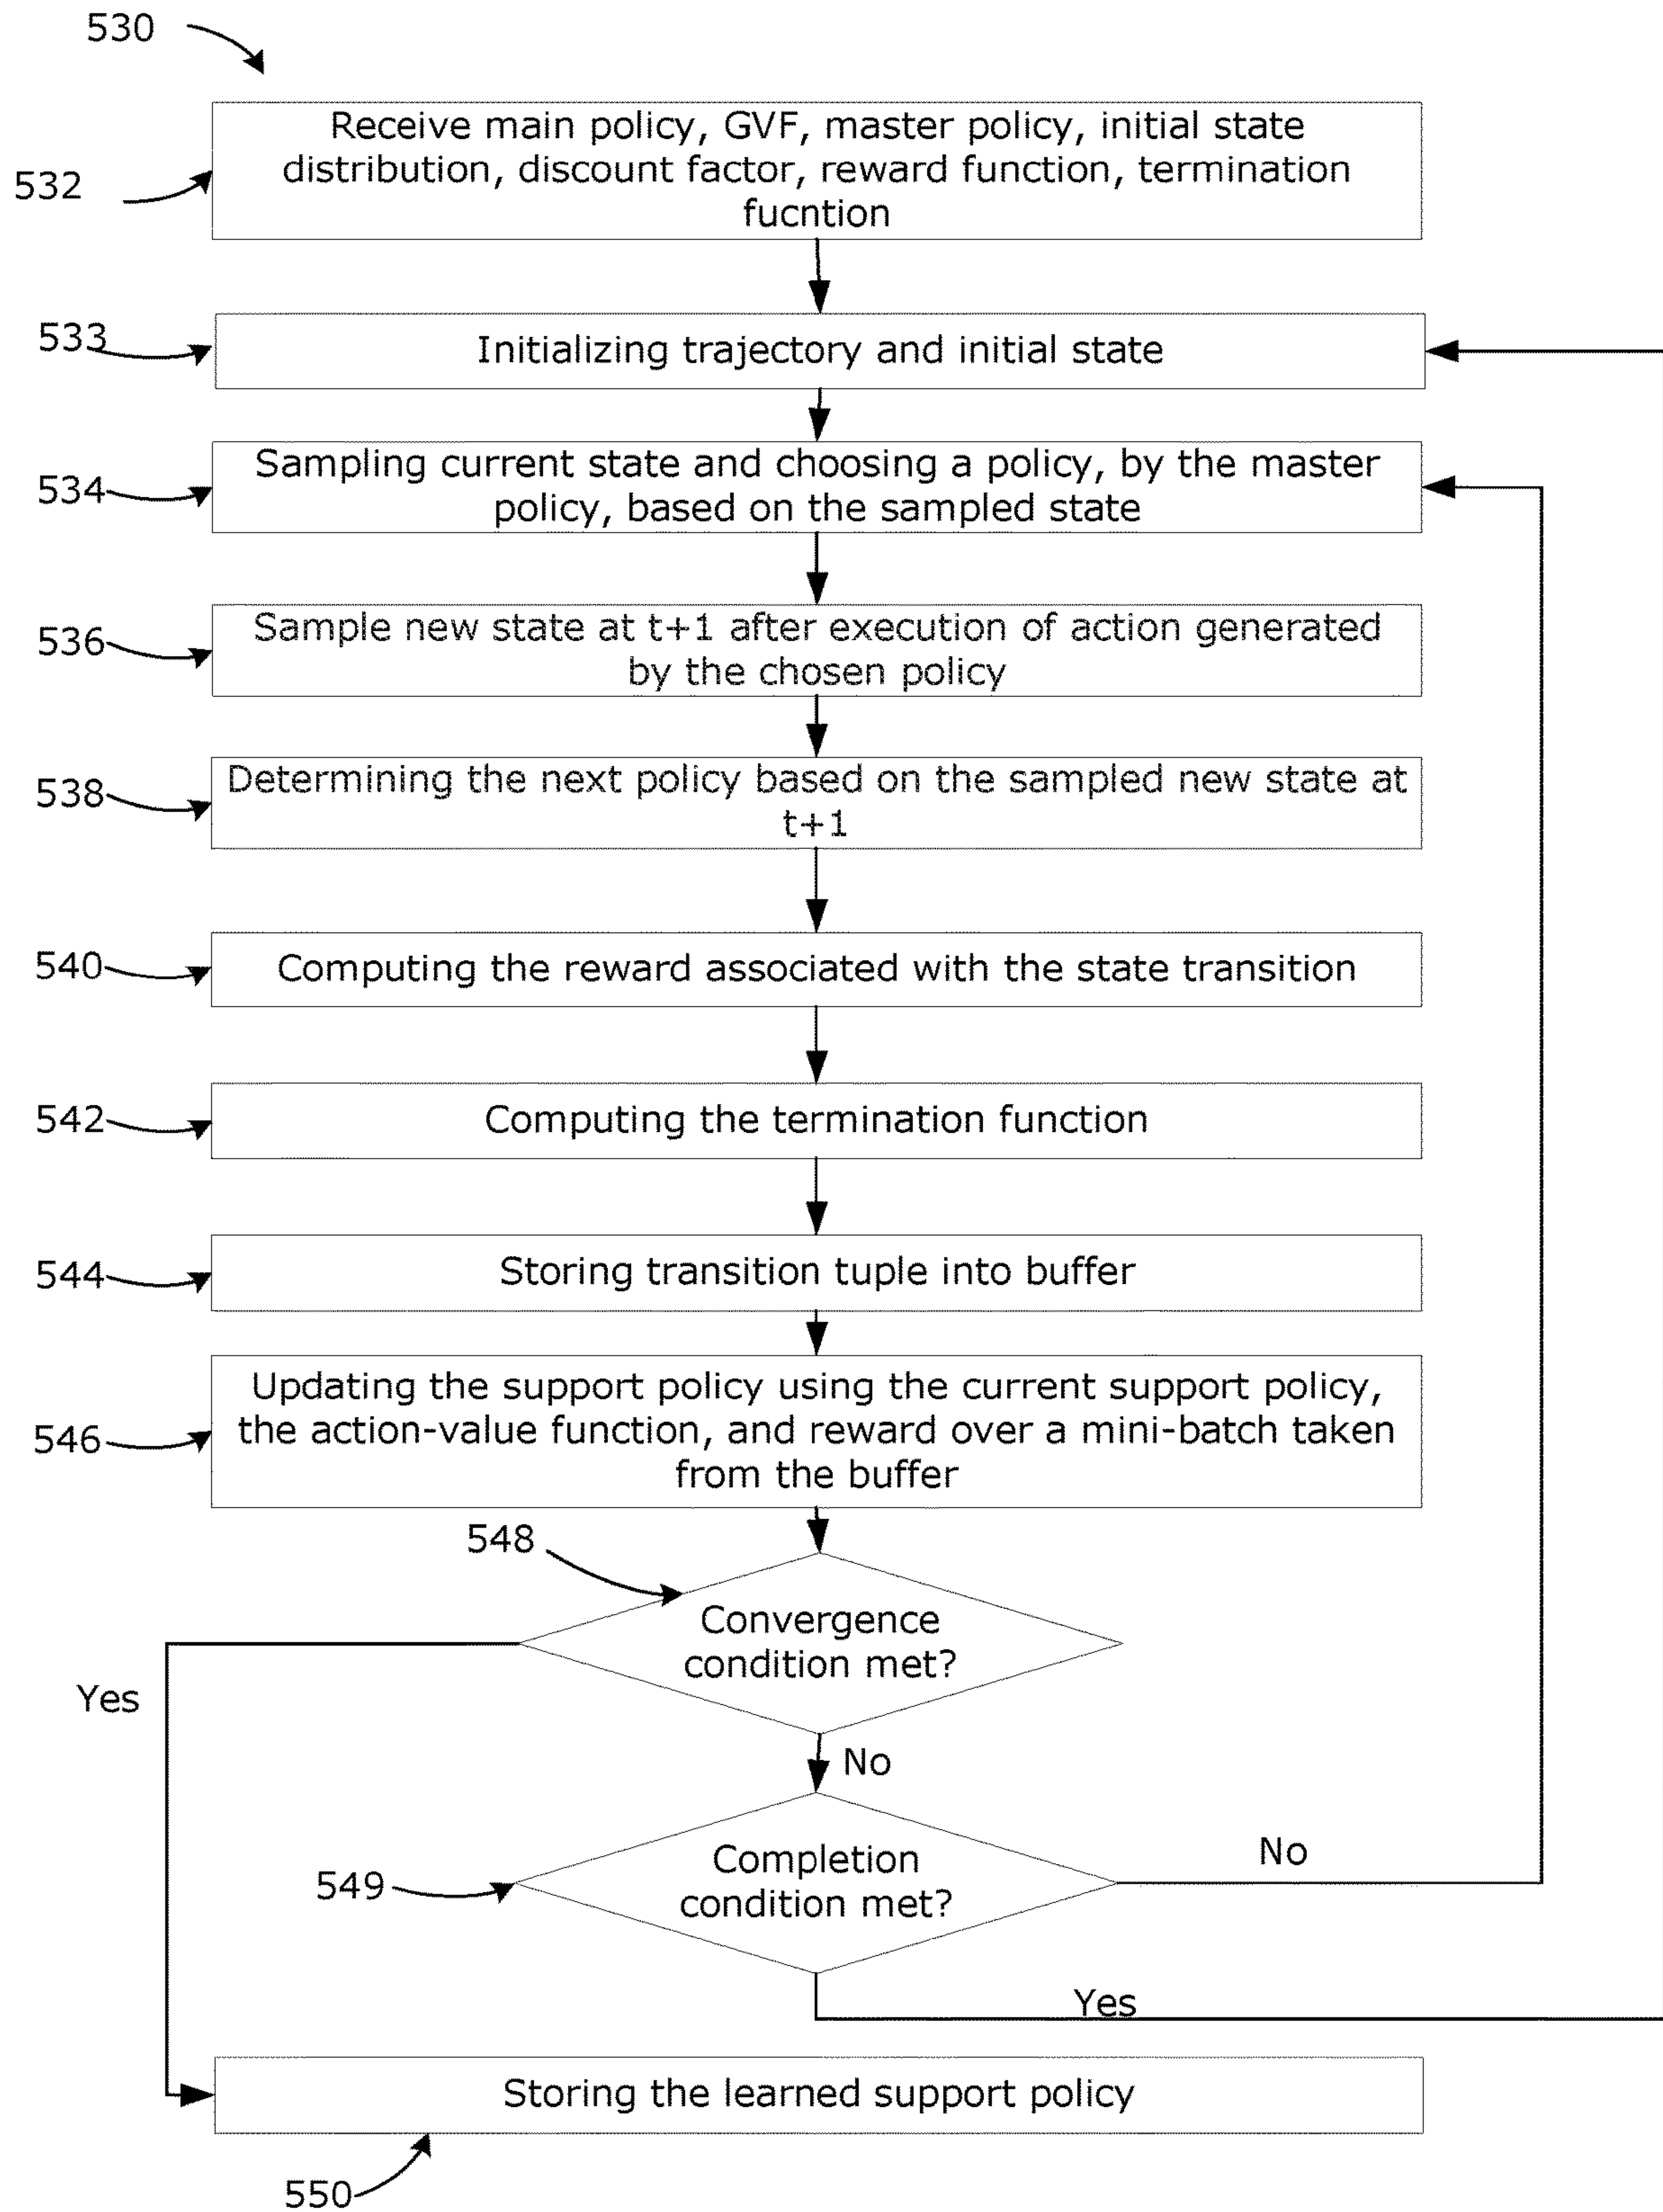 530
Receive main policy, GVF, master policy, initial state
distribution, discount factor, reward function, termination
fucntion
532
533
Initializing trajectory and initial state
534
Sampling current state and choosing a policy, by the master
policy, based on the sampled state
536
Sample new state at t+1 after execution of action generated
by the chosen policy
538
Determining the next policy based on the sampled new state at
t+1
540
Computing the reward associated with the state transition
542
Computing the termination function
544
Storing transition tuple into buffer
546
Updating the support policy using the current support policy,
the action-value function, and reward over a mini-batch taken
from the buffer
548
Convergence
condition met?
Yes
No
Completion
condition met?
549
No
Yes
Storing the learned support policy
550